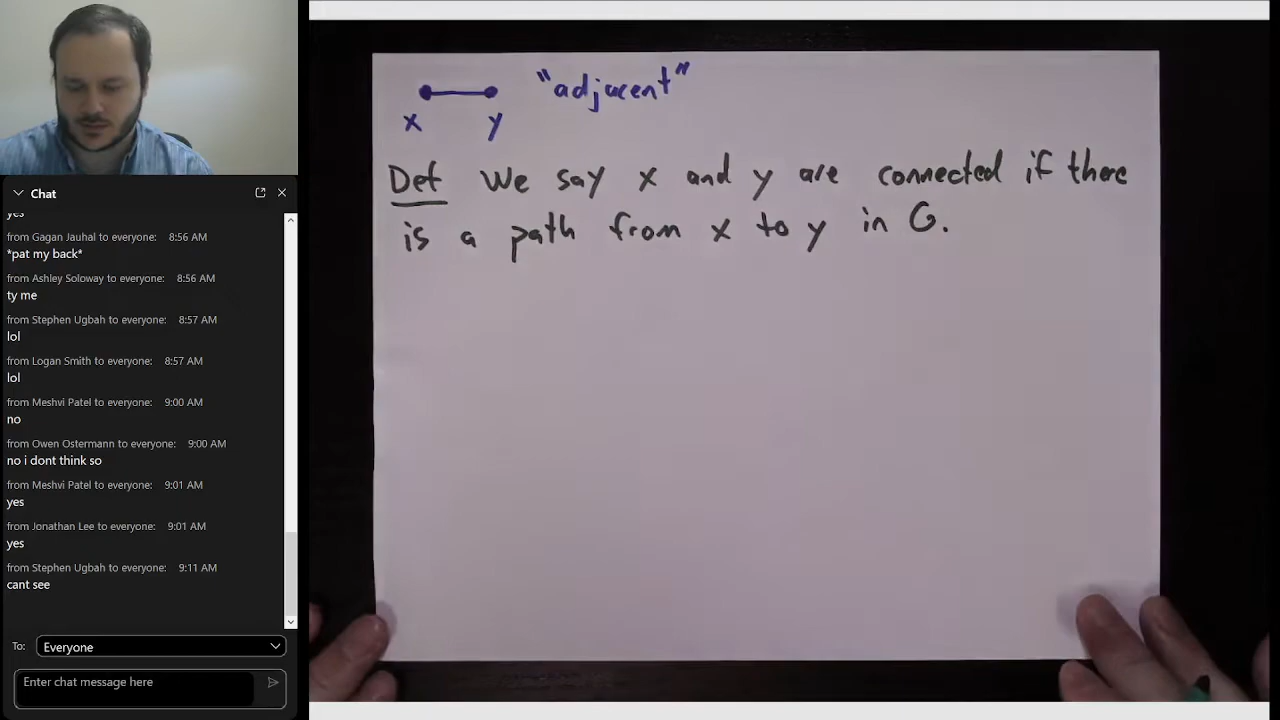 Chat
yes
from Gagan Jauhal to everyone: 8:56 AM
*pat my back*
from Ashley Soloway to everyone: 8:56 AM
ty me
from Stephen Ugbah to everyone: 8:57 AM
lol
from Logan Smith to everyone: 8:57 AM
lol
from Meshvi Patel to everyone: 9:00 AM
no
from Owen Ostermann to everyone: 9:00 AM
no i dont think so
from Meshvi Patel to everyone: 9:01 AM
yes
from Jonathan Lee to everyone: 9:01 AM
yes
from Stephen Ugbah to everyone: 9:11 AM
cant see
To: Everyone
Enter chat message here
"adjacent"
x y
Def We say x and y are connected if there
is a path from x to y in G.